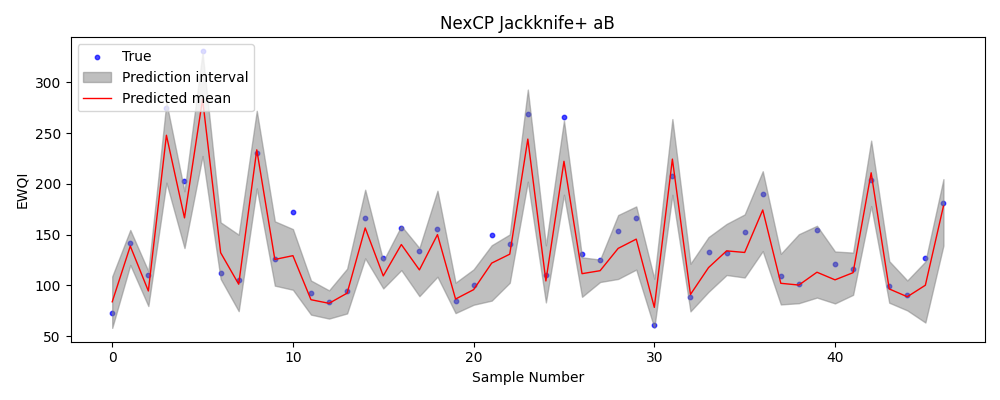 NexCP Jackknife+ aB
True
Prediction interval
Predicted mean
EWQI
300
250
200
150
100
50
0
10
20
30
40
Sample Number